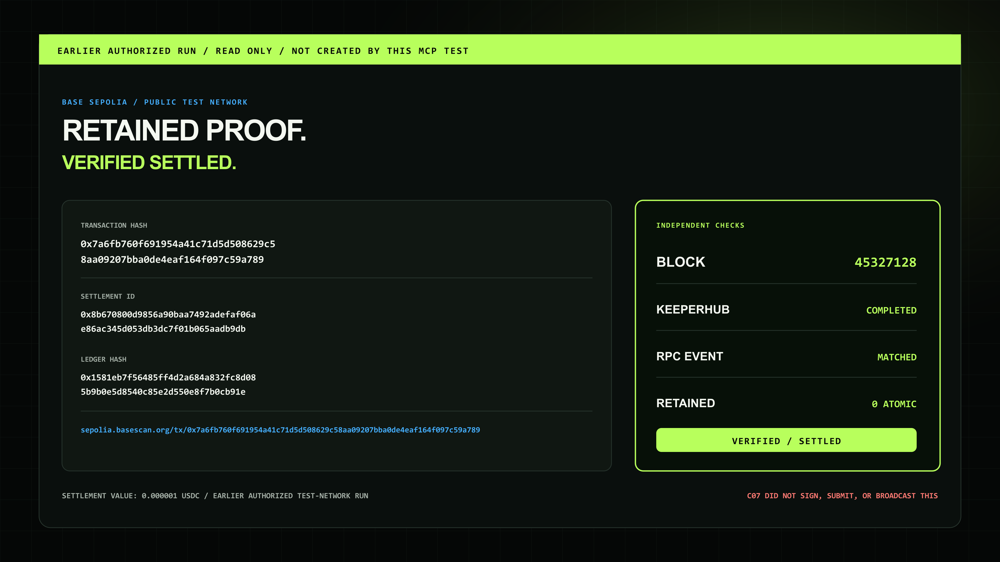 EARLIER AUTHORIZED RUN / READ ONLY / NOT CREATED BY THIS MCP TEST
BASE SEPOLIA / PUBLIC TEST NETWORK
RETAINED PROOF.
VERIFIED SETTLED.
TRANSACTION HASH
0x7a6fb760f691954a41c71d5d508629c5
8aa09207bba0de4eaf164f097c59a789
SETTLEMENT ID
0x8b670800d9856a90baa7492adefaf06a
e86ac345d053db3dc7f01b065aadb9db
LEDGER HASH
0x1581eb7f56485ff4d2a684a832fc8d08
5b9b0e5d8540c85e2d550e8f7b0cb91e
sepolia.basescan.org/tx/0x7a6fb760f691954a41c71d5d508629c58aa09207bba0de4eaf164f097c59a789
INDEPENDENT CHECKS
BLOCK 45327128
KEEPERHUB COMPLETED
RPC EVENT MATCHED
RETAINED 0 ATOMIC
VERIFIED / SETTLED
SETTLEMENT VALUE: 0.000001 USDC / EARLIER AUTHORIZED TEST-NETWORK RUN
C07 DID NOT SIGN, SUBMIT, OR BROADCAST THIS